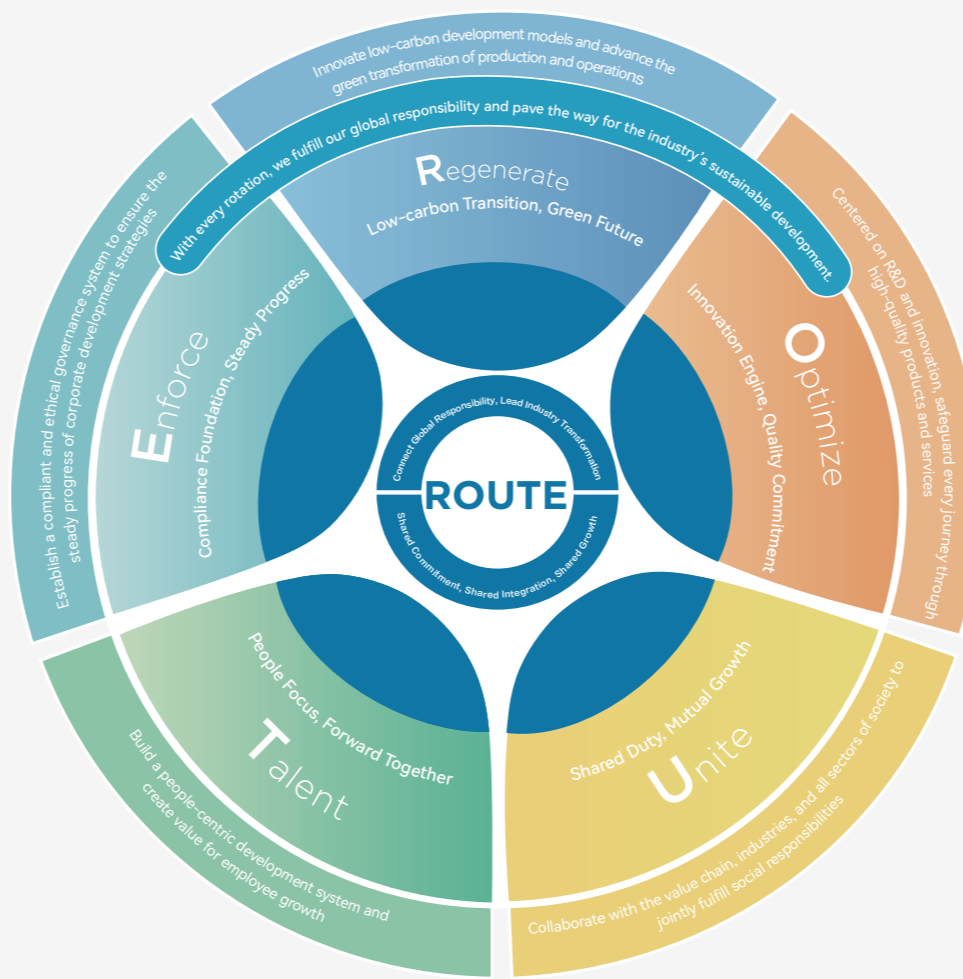 Innovate low-carbon development models and advance the
green transformation of production and operations
With every rotation, we fulfill our global responsibility and pave the way for the industry's sustainable development.
Regenerate
Low-carbon Transition, Green Future
Centered on R&D and innovation, safeguard every journey through
high-quality products and services
Optimize
Innovation Engine, Quality Commitment
Shared Duty, Mutual Growth
Unite
Collaborate with the value chain, industries, and all sectors of society to
jointly fulfill social responsibilities
People Focus, Forward Together
Talent
Build a people-centric development system and
create value for employee growth
Establish a compliant and ethical governance system to ensure the
steady progress of corporate development strategies
Enforce
Compliance Foundation, Steady Progress
Connect Global Responsibility, Lead Industry Transformation
ROUTE
Shared Commitment, Shared Integration, Shared Growth